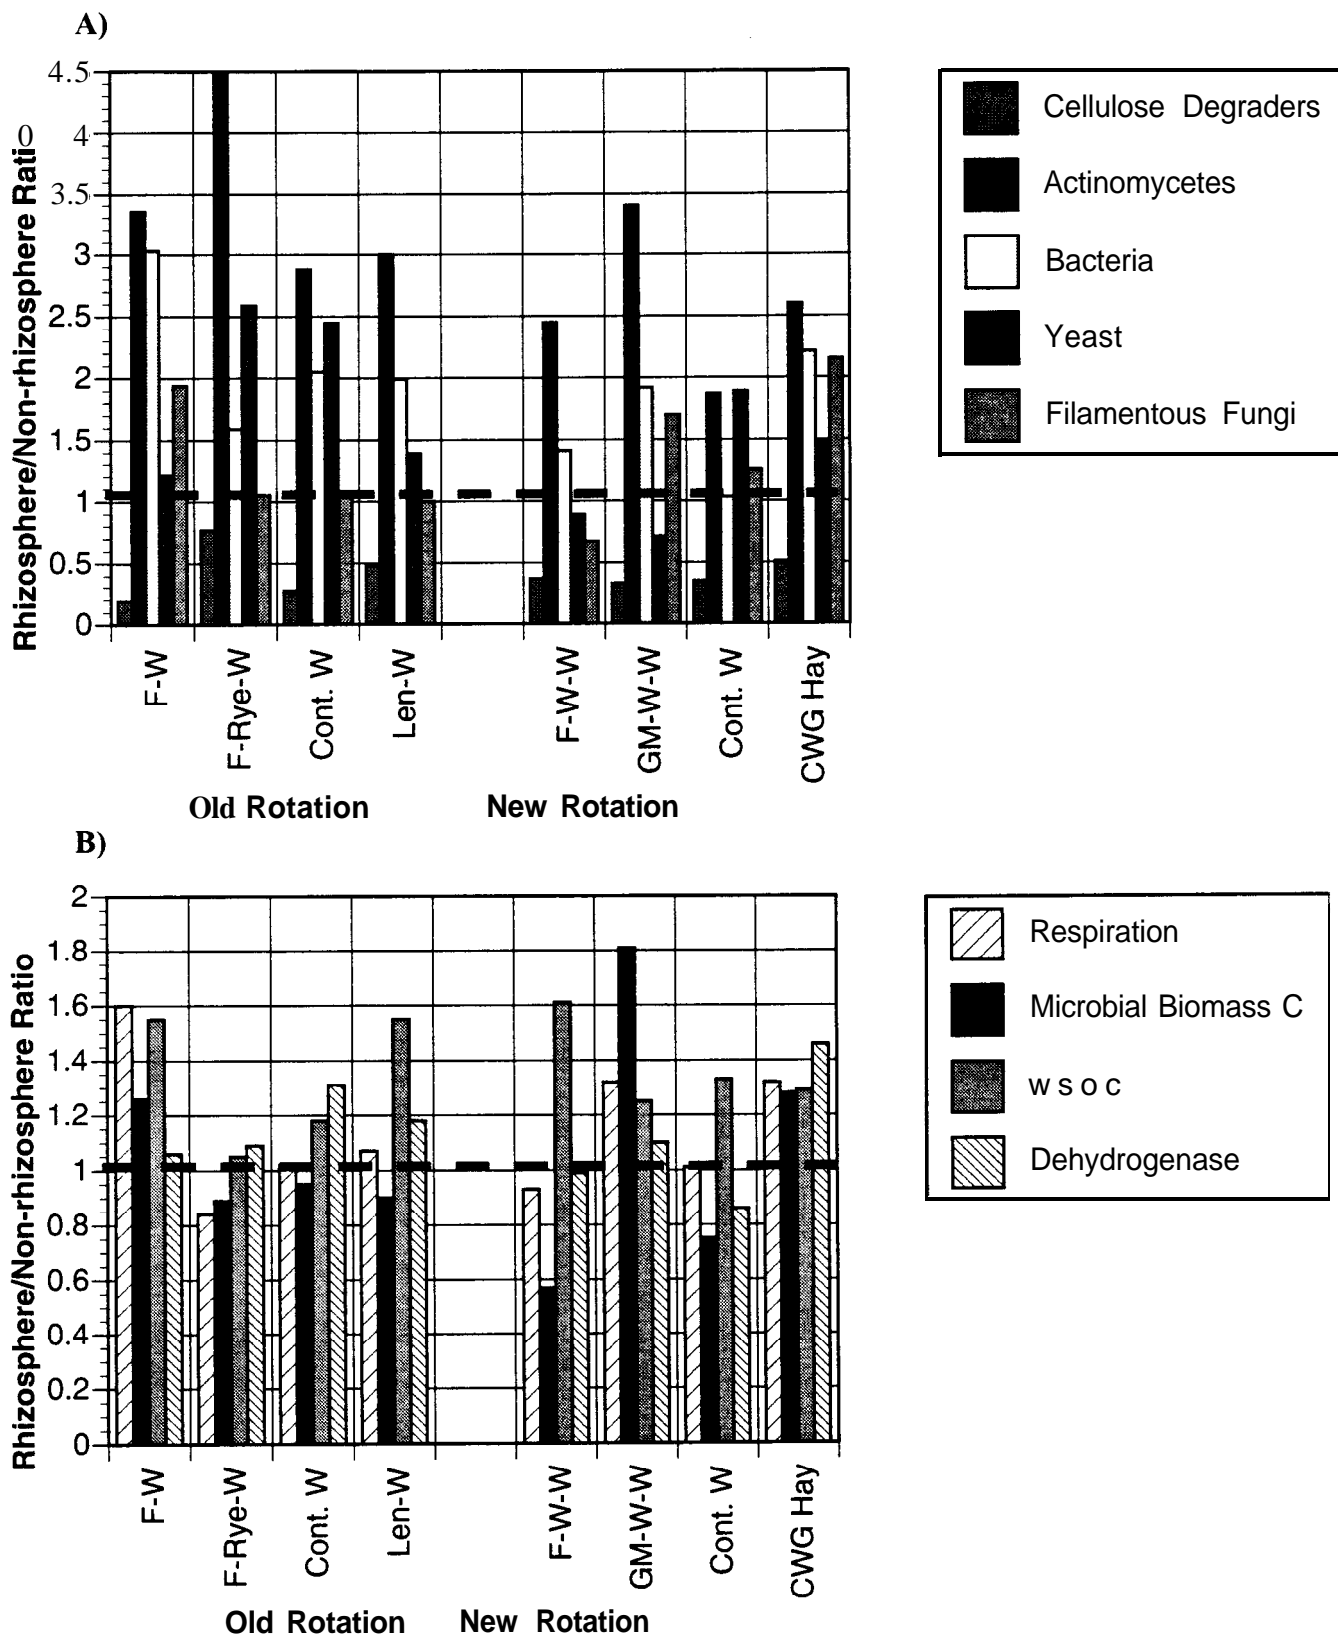 A)
Rhizosphere/Non-rhizosphere Ratio
4.5
4
3.5
3
2.5
2
1.5
1
0.5
0
F-W
F-Rye-W
Cont. W
Len-W
F-W-W
GM-W-W
Cont. W
CWG Hay
Old Rotation
New Rotation
Cellulose Degraders
Actinomycetes
Bacteria
Yeast
Filamentous Fungi
B)
Rhizosphere/Non-rhizosphere Ratio
2
1.8
1.6
1.4
1.2
1
0.8
0.6
0.4
0.2
0
F-W
F-Rye-W
Cont. W
Len-W
F-W-W
GM-W-W
Cont. W
CWG Hay
Old Rotation
New Rotation
Respiration
Microbial Biomass C
wsoc
Dehydrogenase